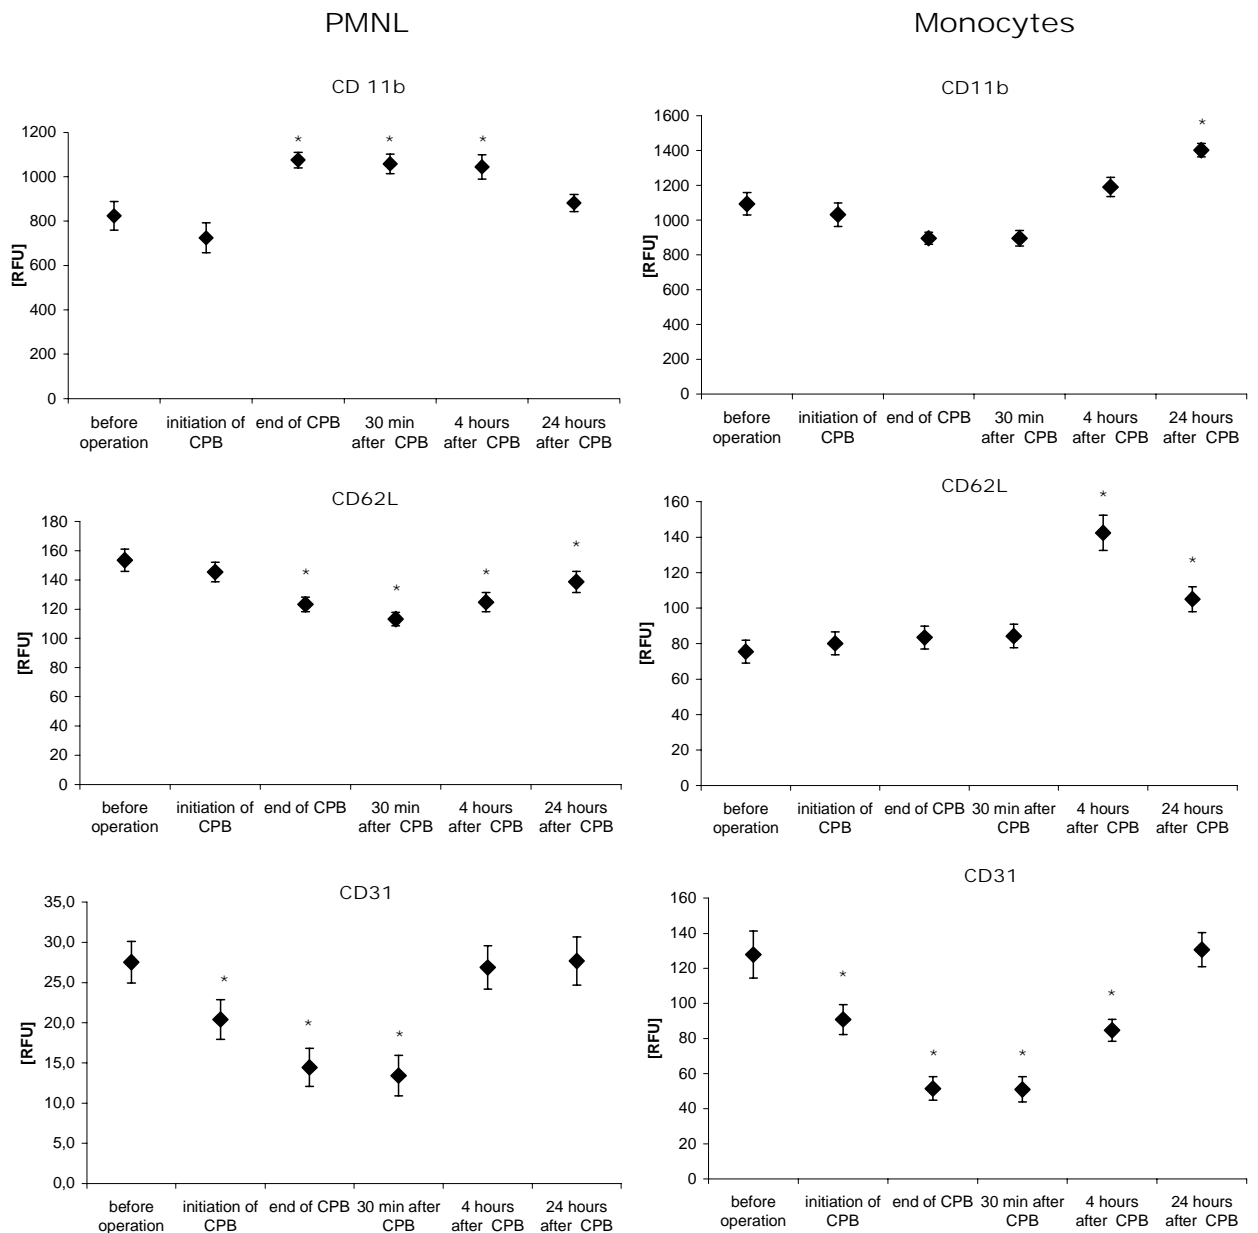 PMNL
Monocytes
CD 11b
1200
1000
800
600
400
200
0
[RFU]
*
*
*
before operation
initiation of CPB
end of CPB
30 min after CPB
4 hours after CPB
24 hours after CPB
CD11b
1600
1400
1200
1000
800
600
400
200
0
[RFU]
*
before operation
initiation of CPB
end of CPB
30 min after CPB
4 hours after CPB
24 hours after CPB
CD62L
180
160
140
120
100
80
60
40
20
0
[RFU]
*
*
*
*
before operation
initiation of CPB
end of CPB
30 min after CPB
4 hours after CPB
24 hours after CPB
CD62L
160
140
120
100
80
60
40
20
0
[RFU]
*
*
before operation
initiation of CPB
end of CPB
30 min after CPB
4 hours after CPB
24 hours after CPB
CD31
35,0
30,0
25,0
20,0
15,0
10,0
5,0
0,0
[RFU]
*
*
*
before operation
initiation of CPB
end of CPB
30 min after CPB
4 hours after CPB
24 hours after CPB
CD31
160
140
120
100
80
60
40
20
0
[RFU]
*
*
*
*
before operation
initiation of CPB
end of CPB
30 min after CPB
4 hours after CPB
24 hours after CPB